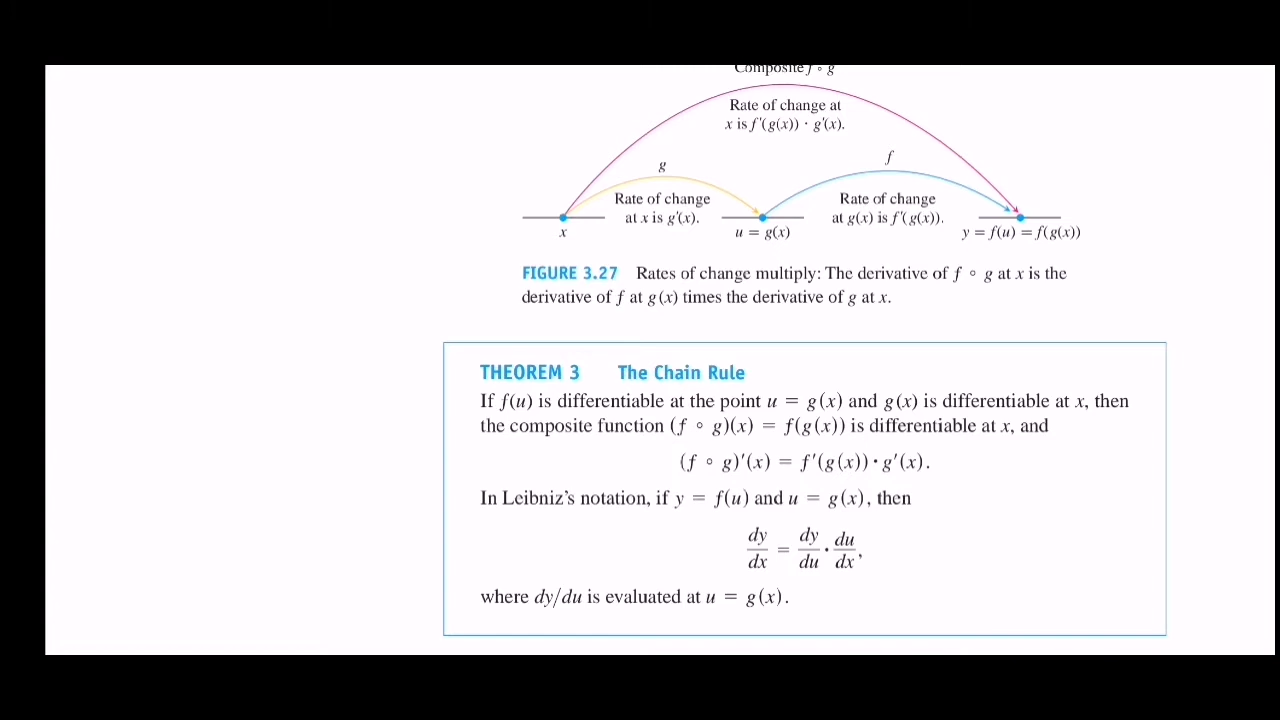 Composite f ∘ g
Rate of change at
x is f′(g(x)) · g′(x).
g
f
Rate of change
at x is g′(x).
Rate of change
at g(x) is f′(g(x)).
x
u = g(x)
y = f(u) = f(g(x))
FIGURE 3.27 Rates of change multiply: The derivative of f ∘ g at x is the
derivative of f at g(x) times the derivative of g at x.
THEOREM 3 The Chain Rule
If f(u) is differentiable at the point u = g(x) and g(x) is differentiable at x, then
the composite function (f ∘ g)(x) = f(g(x)) is differentiable at x, and
(f ∘ g)′(x) = f′(g(x)) · g′(x).
In Leibniz’s notation, if y = f(u) and u = g(x), then
dy/dx = dy/du · du/dx,
where dy/du is evaluated at u = g(x).